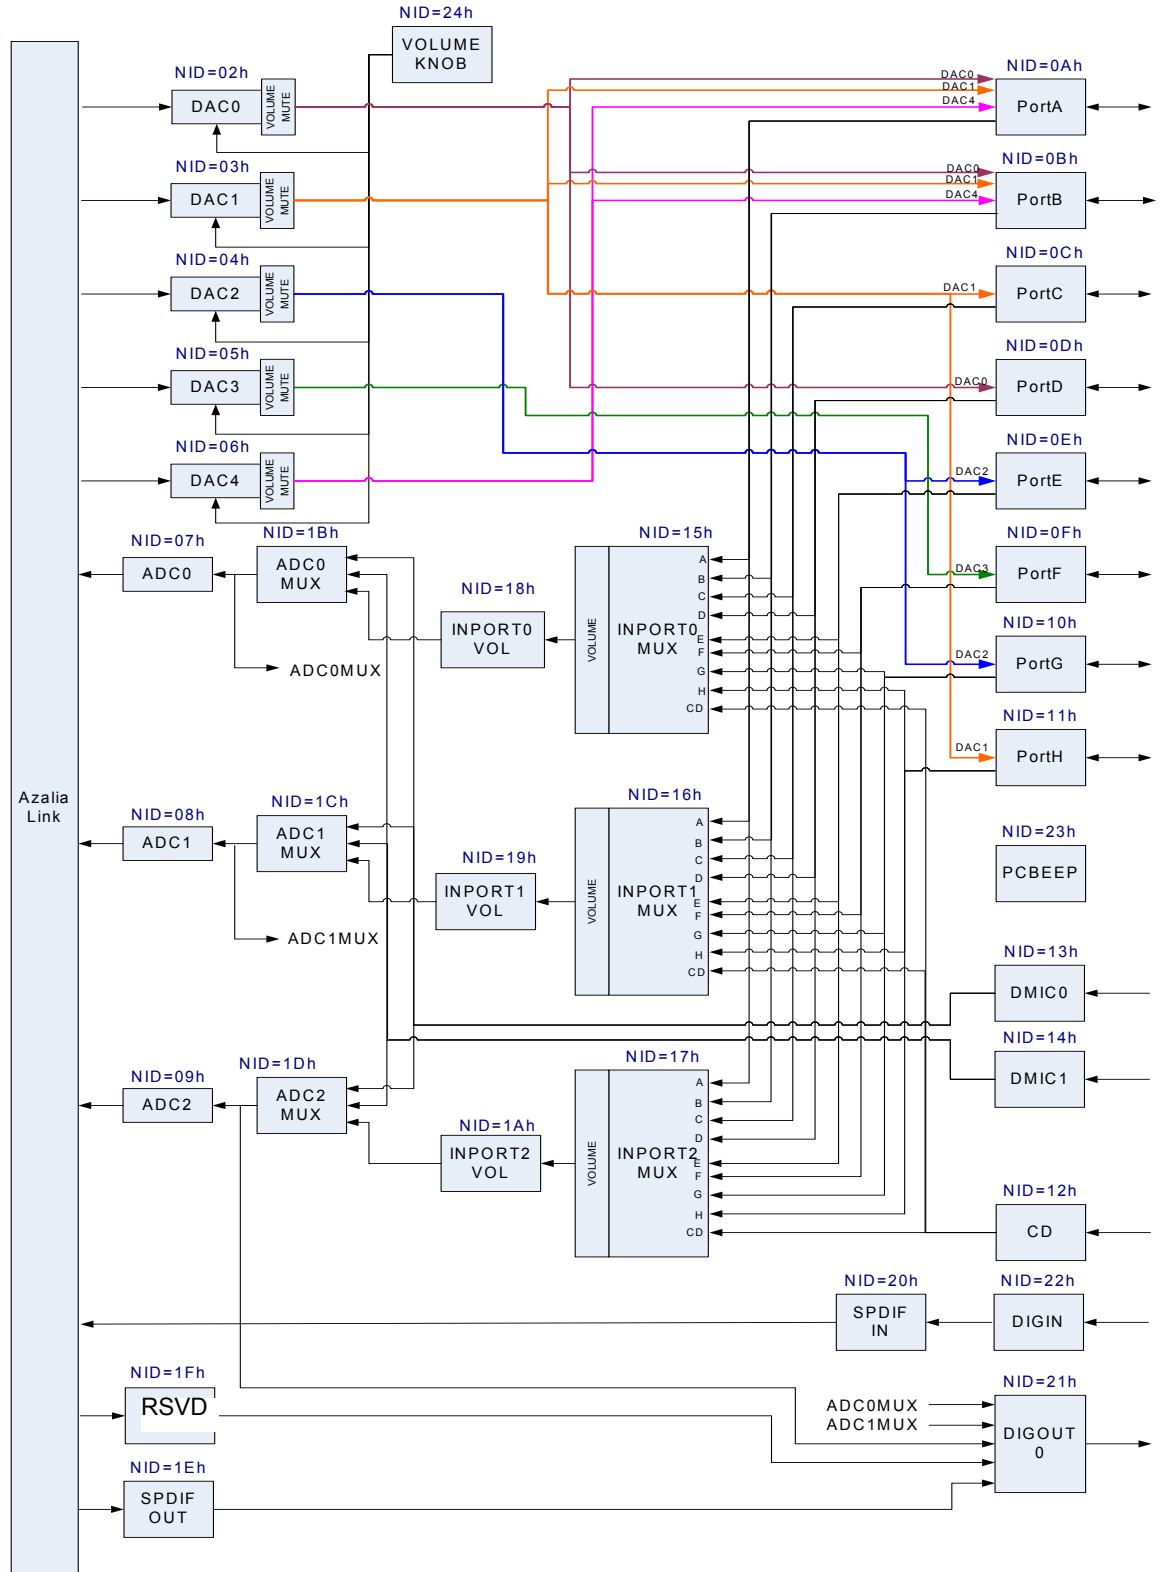 NID=24h
VOLUME
KNOB
NID=02h
DAC0
VOLUME
MUTE
NID=03h
DAC1
VOLUME
MUTE
NID=04h
DAC2
VOLUME
MUTE
NID=05h
DAC3
VOLUME
MUTE
NID=06h
DAC4
VOLUME
MUTE
NID=0Ah
DAC0
DAC1
DAC4
PortA
NID=0Bh
DAC0
DAC1
DAC4
PortB
NID=0Ch
DAC1
PortC
NID=0Dh
DAC0
PortD
NID=0Eh
DAC2
PortE
NID=0Fh
DAC3
PortF
NID=10h
DAC2
PortG
NID=11h
DAC1
PortH
NID=07h
ADC0
NID=1Bh
ADC0
MUX
ADC0MUX
NID=18h
INPORT0
VOL
NID=15h
VOLUME
INPORT0
MUX
A
B
C
D
E
F
G
H
CD
Azalia
Link
NID=08h
ADC1
NID=1Ch
ADC1
MUX
ADC1MUX
NID=19h
INPORT1
VOL
NID=16h
VOLUME
INPORT1
MUX
A
B
C
D
E
F
G
H
CD
NID=23h
PCBEEP
NID=13h
DMIC0
NID=14h
DMIC1
NID=09h
ADC2
NID=1Dh
ADC2
MUX
NID=1Ah
INPORT2
VOL
NID=17h
VOLUME
INPORT2
MUX
A
B
C
D
E
F
G
H
CD
NID=12h
CD
NID=20h
SPDIF
IN
NID=22h
DIGIN
NID=1Fh
RSVD
NID=1Eh
SPDIF
OUT
NID=21h
ADC0MUX
ADC1MUX
DIGOUT
0